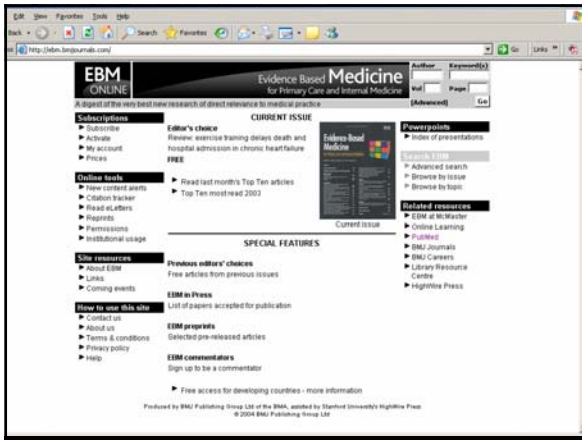 Edit View Favorites Tools Help
Back Search Favorites
http://ebm.bmjjournals.com/ Go Links
EBM
ONLINE
Evidence Based Medicine
for Primary Care and Internal Medicine
Author Keyword(s)
Vol Page
[Advanced] Go
A digest of the very best new research of direct relevance to medical practice
Subscriptions
Subscribe
Activate
My account
Prices
Online tools
New content alerts
Citation tracker
Read eLetters
Reprints
Permissions
Institutional usage
Site resources
About EBM
Links
Coming events
How to use this site
Contact us
About us
Terms & conditions
Privacy policy
Help
CURRENT ISSUE
Editor's choice
Review: exercise training delays death and
hospital admission in chronic heart failure
FREE
Read last month's Top Ten articles
Top Ten most read 2003
Evidence-Based
Medicine
Current issue
SPECIAL FEATURES
Previous editors' choices
Free articles from previous issues
EBM in Press
List of papers accepted for publication
EBM preprints
Selected pre-released articles
EBM commentators
Sign up to be a commentator
Free access for developing countries - more information
Powerpoints
Index of presentations
Search EBM
Advanced search
Browse by issue
Browse by topic
Related resources
EBM at McMaster
Online Learning
PubMed
BMJ Journals
BMJ Careers
Library Resource
Centre
HighWire Press
Produced by BMJ Publishing Group Ltd of the BMA, assisted by Stanford University's HighWire Press
© 2004 BMJ Publishing Group Ltd